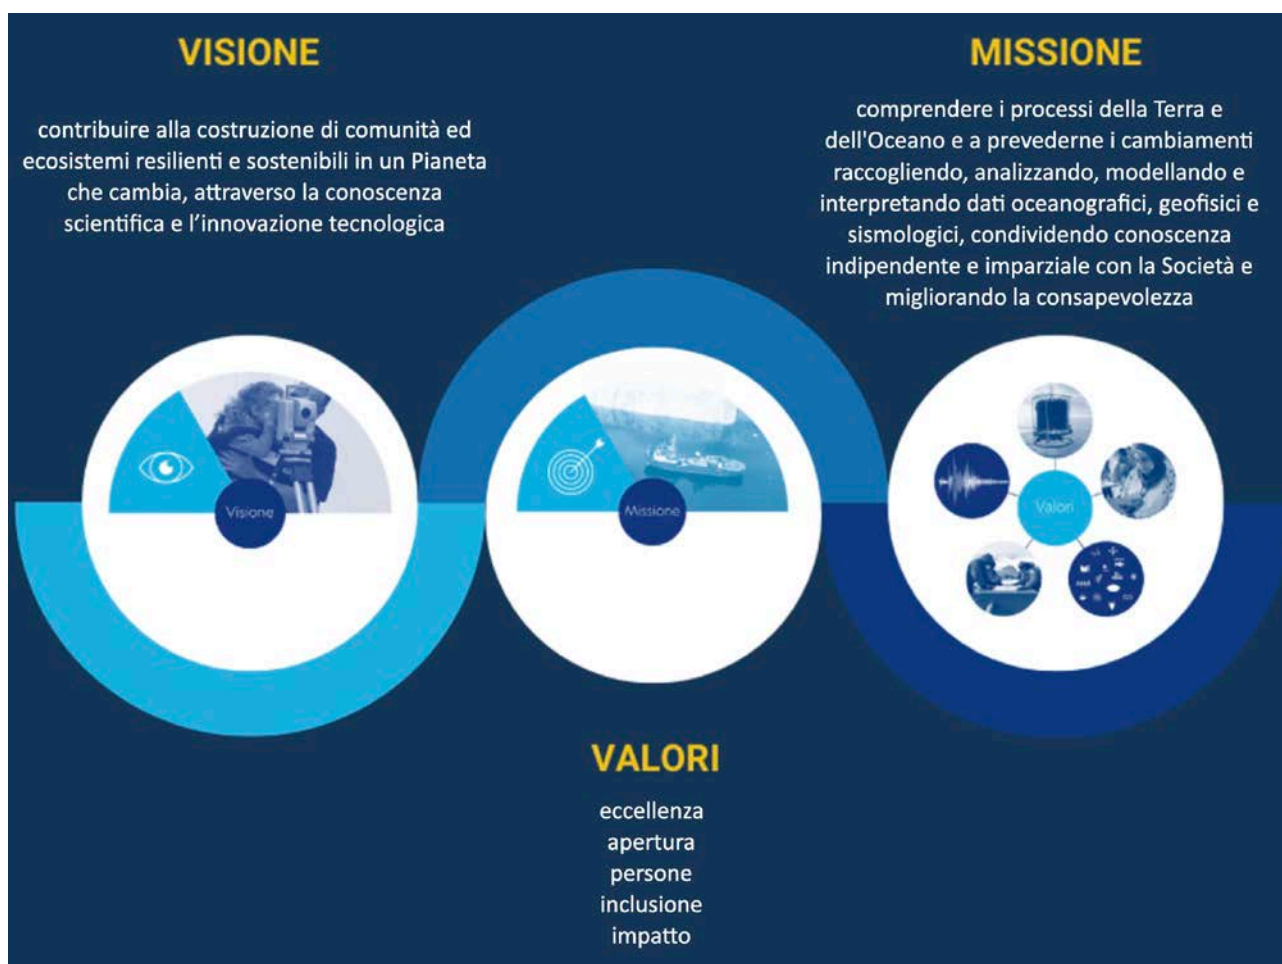 VISIONE
contribuire alla costruzione di comunità ed
ecosistemi resilienti e sostenibili in un Pianeta
che cambia, attraverso la conoscenza
scientifica e l’innovazione tecnologica
MISSIONE
comprendere i processi della Terra e
dell'Oceano e a prevederne i cambiamenti
raccogliendo, analizzando, modellando e
interpretando dati oceanografici, geofisici e
sismologici, condividendo conoscenza
indipendente e imparziale con la Società e
migliorando la consapevolezza
Visione
Missione
Valori
VALORI
eccellenza
apertura
persone
inclusione
impatto